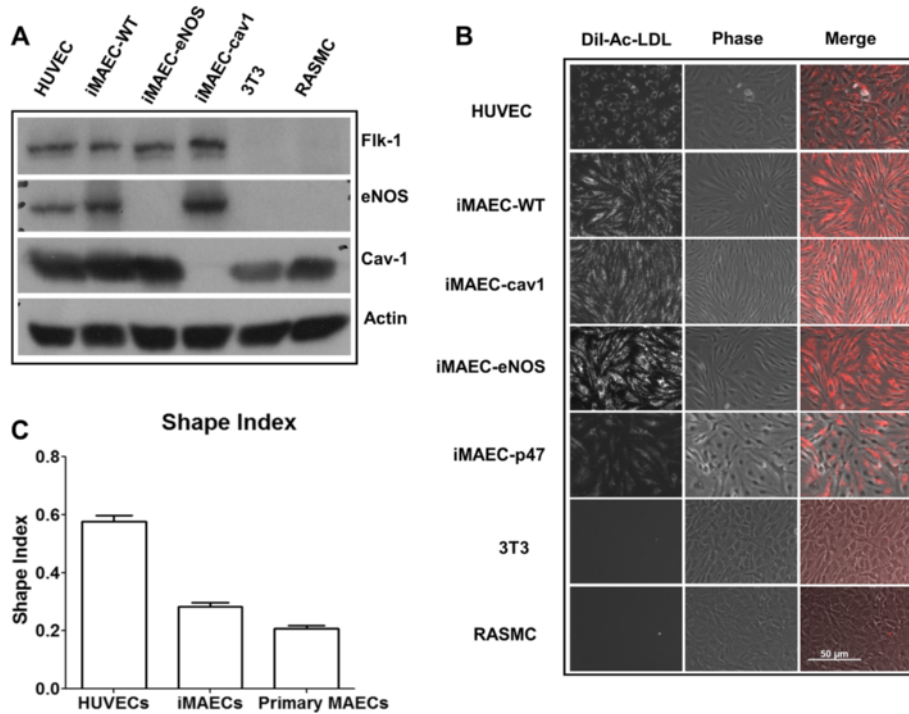 A
HUVEC
iMAEC-WT
iMAEC-eNOS
iMAEC-cav1
3T3
RASMC
Flk-1
eNOS
Cav-1
Actin
B
Dil-Ac-LDL Phase Merge
HUVEC
iMAEC-WT
iMAEC-cav1
iMAEC-eNOS
iMAEC-p47
3T3
RASMC
50 µm
C
Shape Index
Shape Index
0.8
0.6
0.4
0.2
0.0
HUVECs iMAECs Primary MAECs